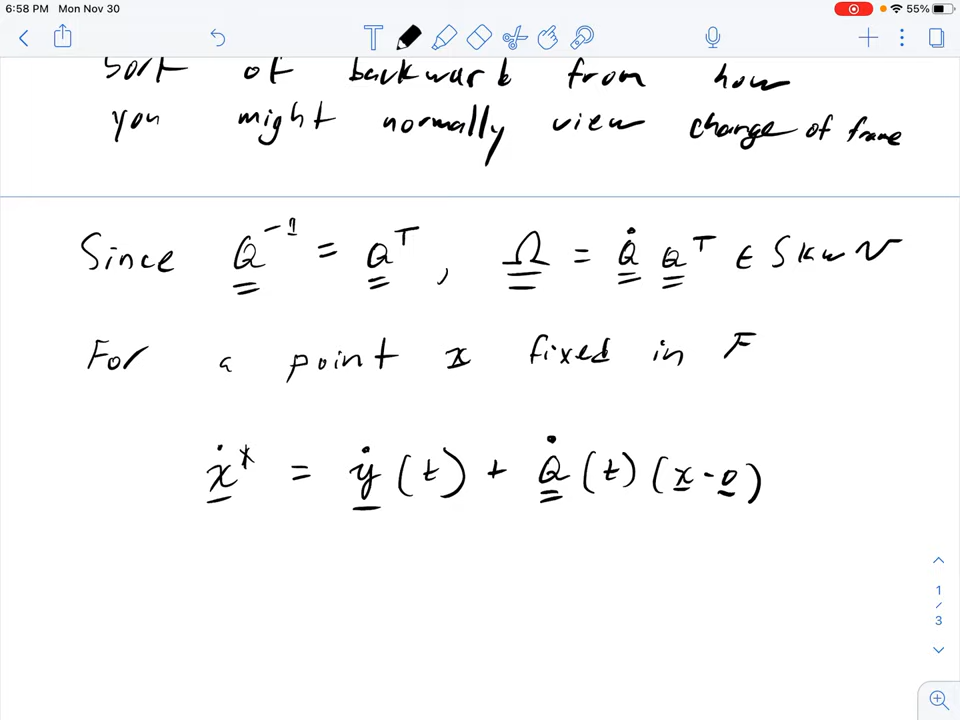 6:58 PM Mon Nov 30 55%
sort of backward from how
you might normally view change of frame
Since Q⁻¹ = Qᵀ, Ω = Q̇ Qᵀ ∈ Skw V
For a point x fixed in F
ẋ* = ẏ(t) + Q̇(t)(x - o)
1
/
3